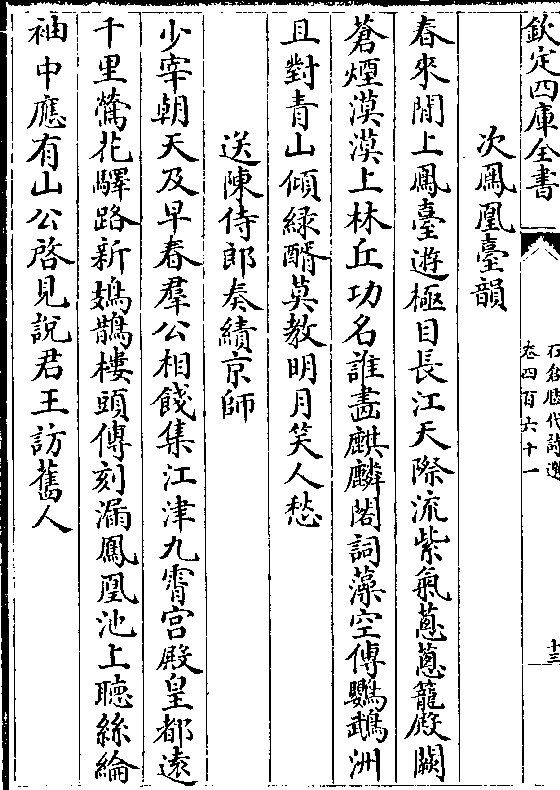 欽定四庫全書
石倉歷代詩選
卷四百六十一
十三
次鳳凰臺韻
春來閒上鳳臺遊極目長江天際流紫氣蔥蔥籠殿闕
蒼煙漠漠上林丘功名誰畫麒麟閣詞藻空傳鸚鵡洲
且對青山傾綠醑莫教明月笑人愁
送陳侍郎奏績京師
少宰朝天及早春羣公相餞集江津九霄宮殿皇都遠
千里鶯花驛路新鳷鵲樓頭傳刻漏鳳凰池上聽絲綸
袖中應有山公啓見說君王訪舊人